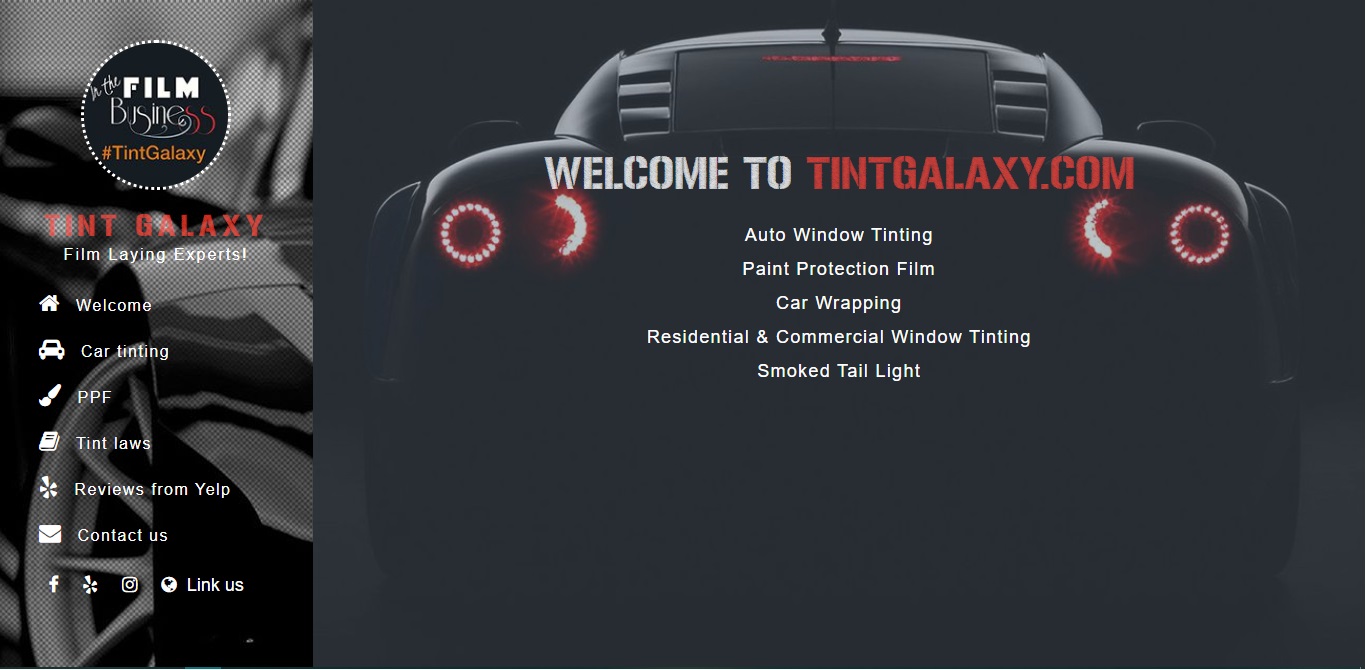 In the FILM
Business
#TintGalaxy
TINT GALAXY
Film Laying Experts!
Welcome
Car tinting
PPF
Tint laws
Reviews from Yelp
Contact us
Link us
WELCOME TO TINTGALAXY.COM
Auto Window Tinting
Paint Protection Film
Car Wrapping
Residential & Commercial Window Tinting
Smoked Tail Light